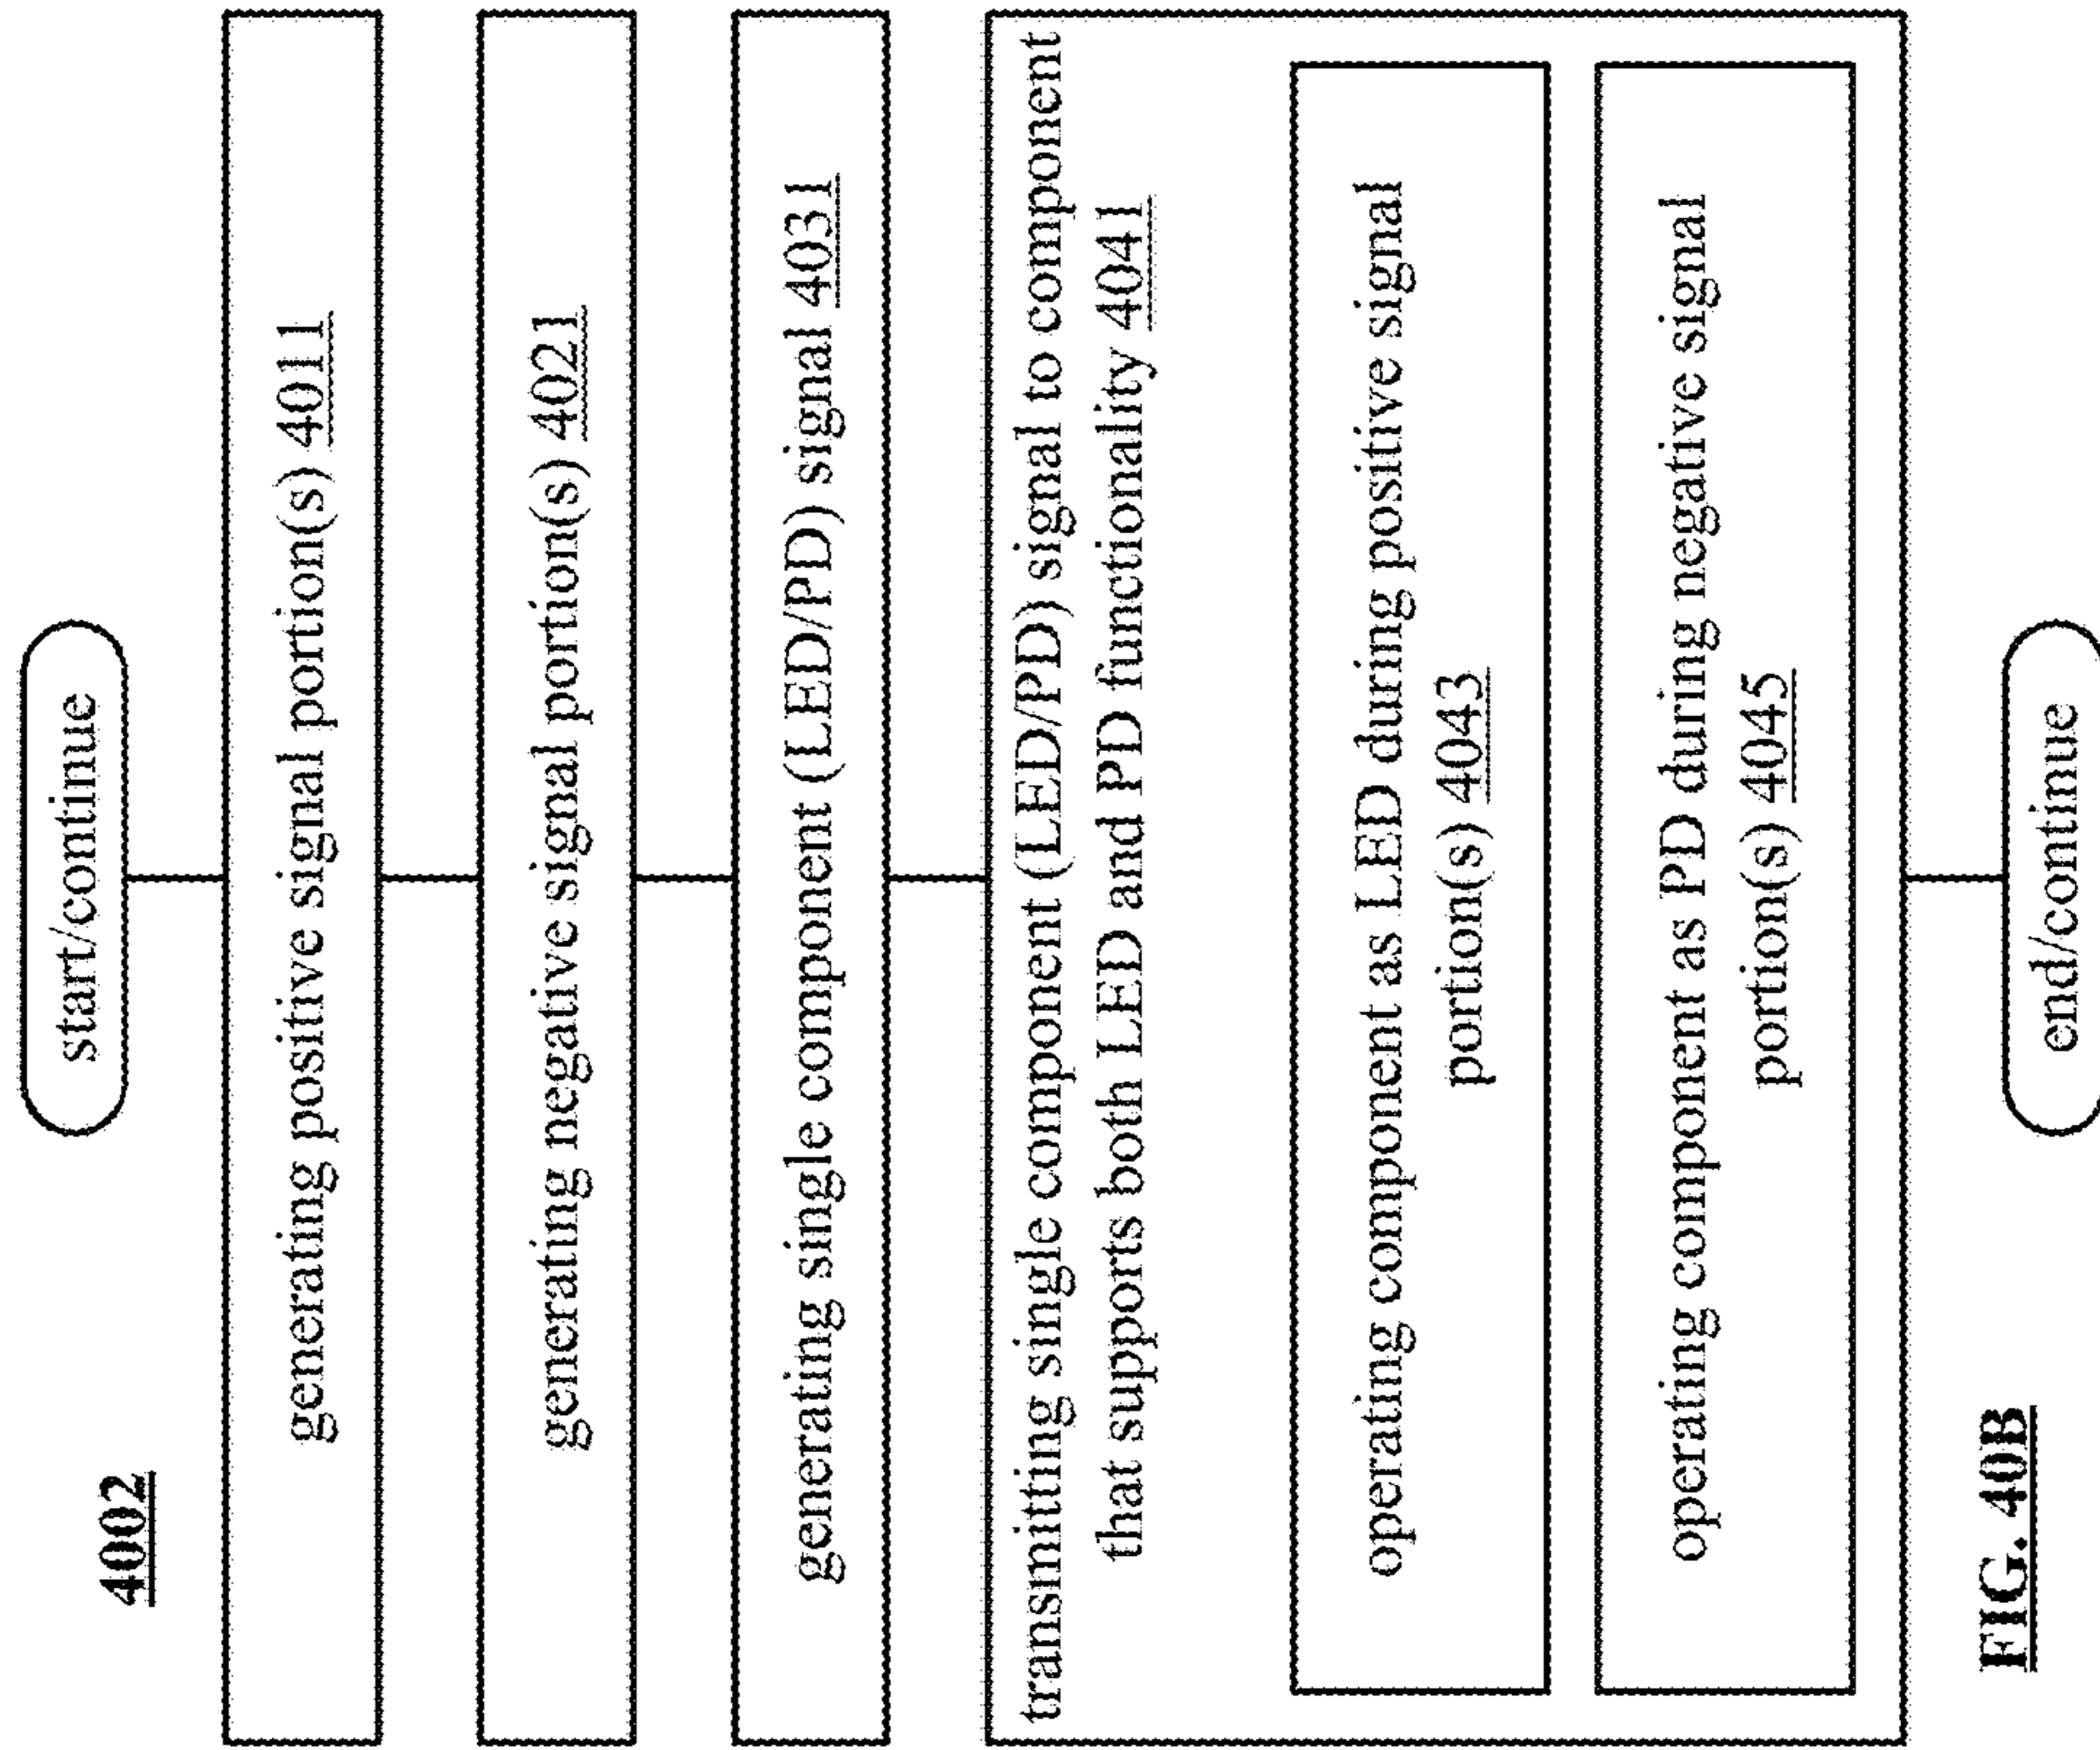 4002
start/continue
generating positive signal portion(s) 4011
generating negative signal portion(s) 4021
generating single component (LED/PD) signal 4031
transmitting single component (LED/PD) signal to component
that supports both LED and PD functionality 4041
operating component as LED during positive signal
portion(s) 4043
operating component as PD during negative signal
portion(s) 4045
end/continue
FIG. 40B